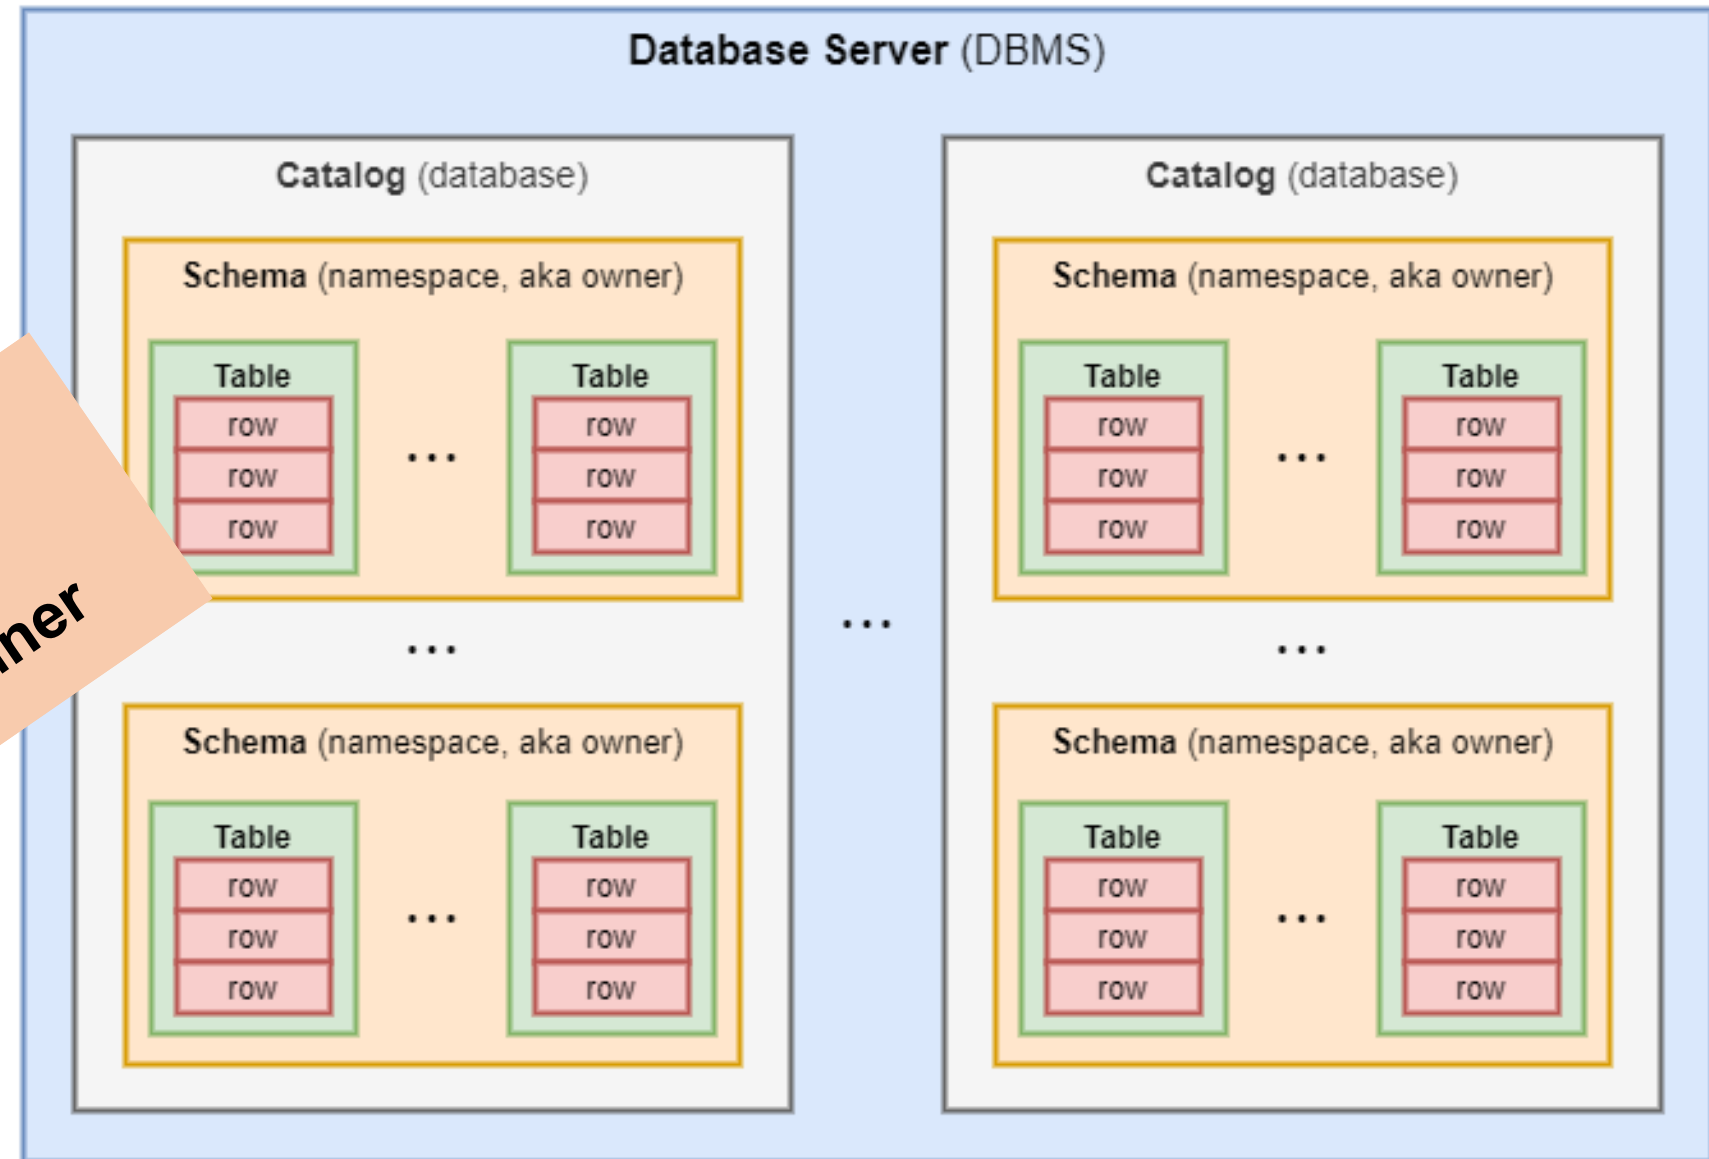 Database Server (DBMS)
Catalog (database)
Schema (namespace, aka owner)
Table
row
row
row
...
Table
row
row
row
...
Schema (namespace, aka owner)
Table
row
row
row
...
Table
row
row
row
...
Catalog (database)
Schema (namespace, aka owner)
Table
row
row
row
...
Table
row
row
row
...
Schema (namespace, aka owner)
Table
row
row
row
...
Table
row
row
row